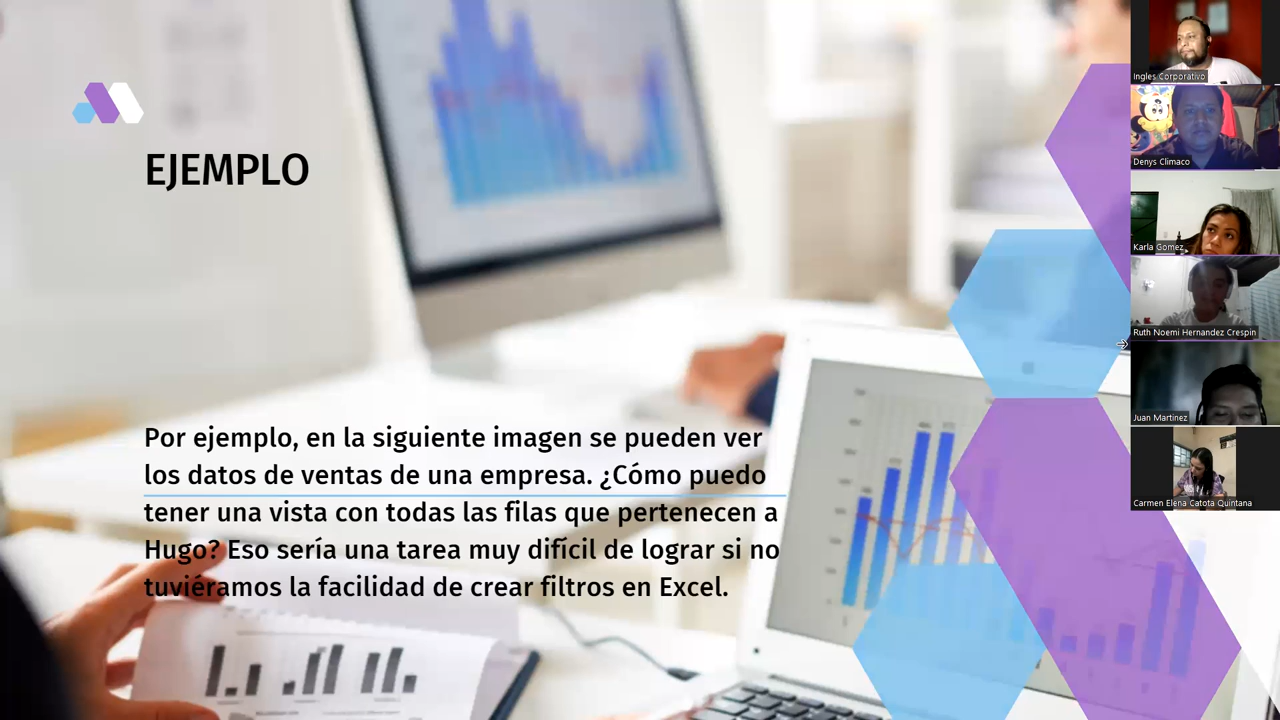 EJEMPLO
Por ejemplo, en la siguiente imagen se pueden ver
los datos de ventas de una empresa. ¿Cómo puedo
tener una vista con todas las filas que pertenecen a
Hugo? Eso sería una tarea muy difícil de lograr si no
tuviéramos la facilidad de crear filtros en Excel.
Ingles Corporativo
Denys Climaco
Karla Gomez
Ruth Noemi Hernandez Crespin
Juan Martinez
Carmen Elena Catota Quintana